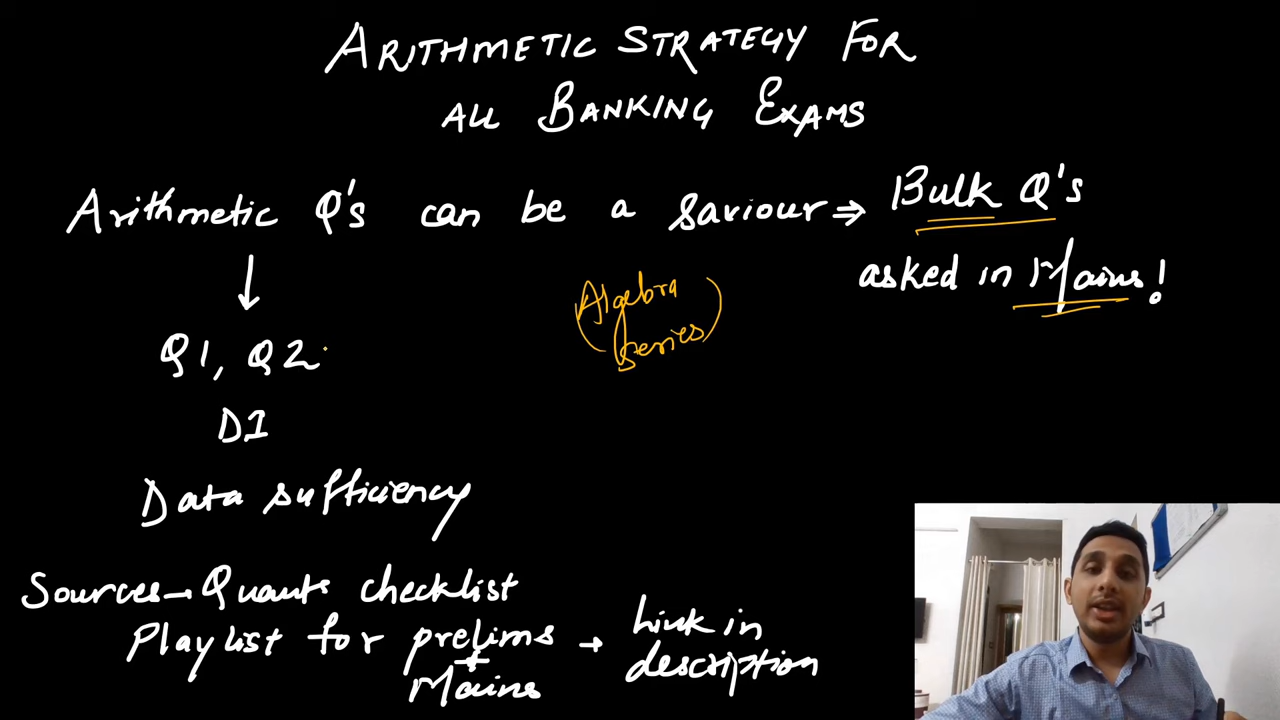 ARITHMETIC STRATEGY FOR
ALL BANKING EXAMS
Arithmetic Q's can be a saviour ⇒ Bulk Q's
asked in Mains!
↓
(Algebra
series)
Q1, Q2
DI
Data sufficiency
Sources → Quants checklist
Playlist for prelims → Link in
+ description
Mains